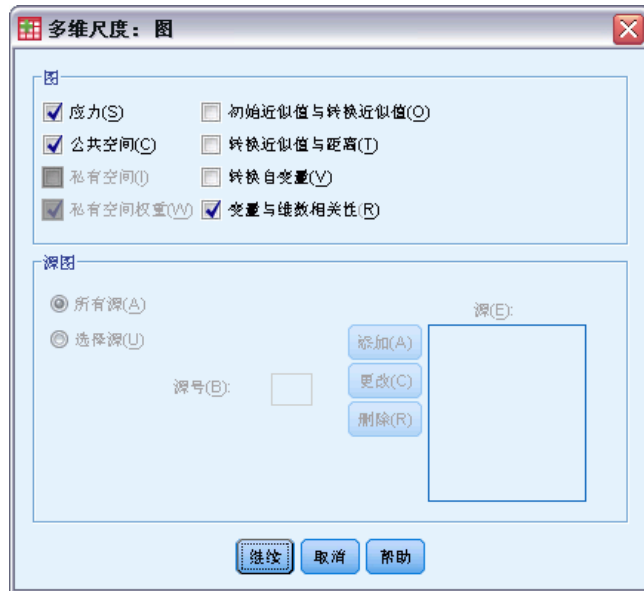 多维尺度：图
图
应力(S)
初始近似值与转换近似值(O)
公共空间(C)
转换近似值与距离(T)
私有空间(I)
转换自变量(V)
私有空间权重(W)
变量与维数相关性(R)
源图
所有源(A)
源(E):
选择源(U)
添加(A)
源号(B):
更改(C)
删除(R)
继续
取消
帮助